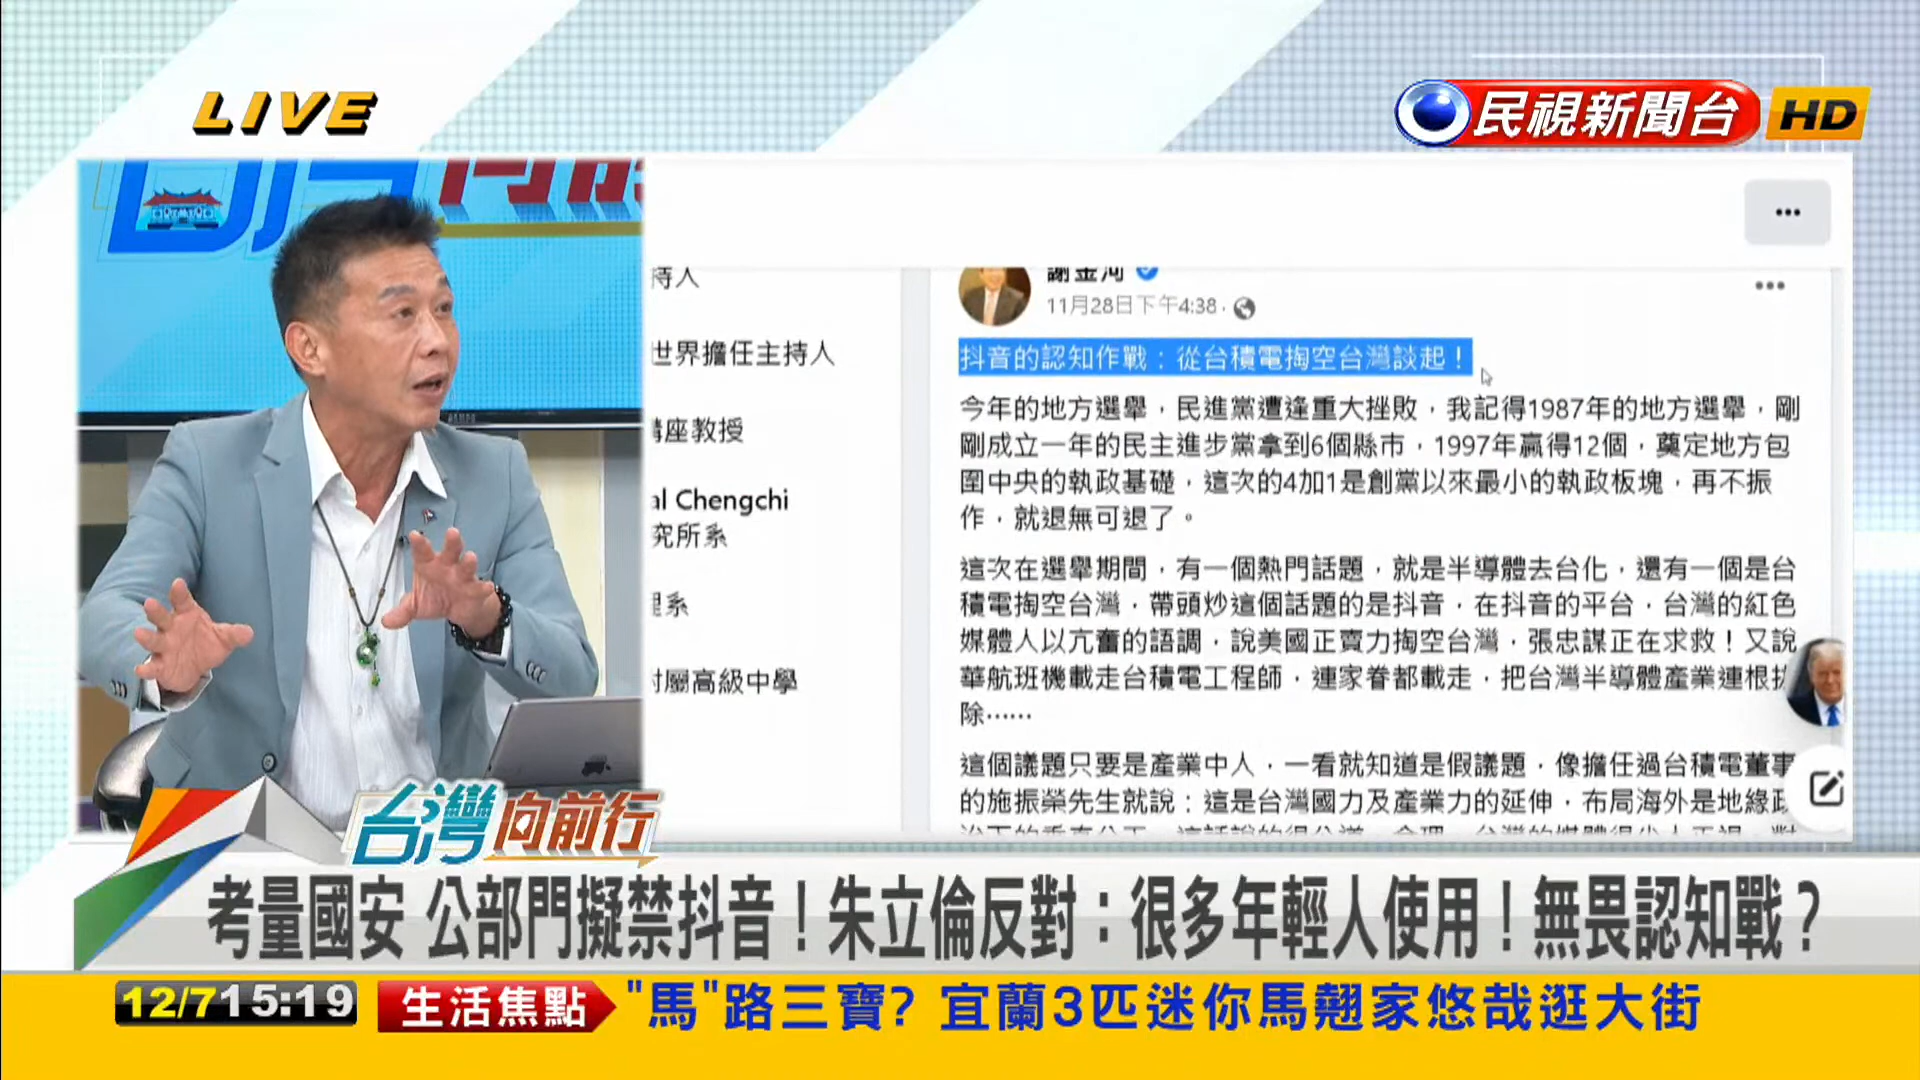 LIVE
民視新聞台 HD
持人
世界擔任主持人
講座教授
al Chengchi
究所系
理系
附屬高級中學
謝金河
11月28日下午4:38
抖音的認知作戰：從台積電掏空台灣談起！
今年的地方選舉，民進黨遭逢重大挫敗，我記得1987年的地方選舉，剛
剛成立一年的民主進步黨拿到6個縣市，1997年贏得12個，奠定地方包
圍中央的執政基礎，這次的4加1是創黨以來最小的執政板塊，再不振
作，就退無可退了。
這次在選舉期間，有一個熱門話題，就是半導體去台化，還有一個是台
積電掏空台灣，帶頭炒這個話題的是抖音，在抖音的平台，台灣的紅色
媒體人以亢奮的語調，說美國正賣力掏空台灣，張忠謀正在求救！又說
華航班機載走台積電工程師，連家眷都載走，把台灣半導體產業連根拔
除……
這個議題只要是產業中人，一看就知道是假議題，像擔任過台積電董事
的施振榮先生就說：這是台灣國力及產業力的延伸，布局海外是地緣政
台灣向前行
考量國安 公部門擬禁抖音！朱立倫反對：很多年輕人使用！無畏認知戰？
12/7 15:19 生活焦點 "馬"路三寶? 宜蘭3匹迷你馬翹家悠哉逛大街